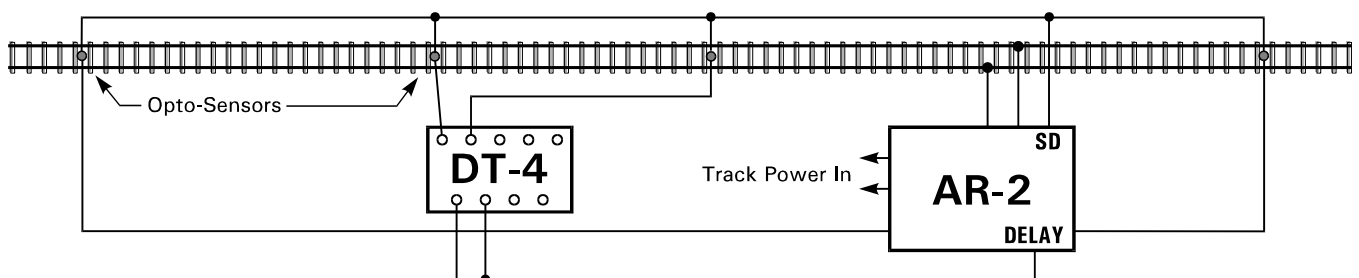 Opto-Sensors
DT-4
Track Power In
SD
AR-2
DELAY